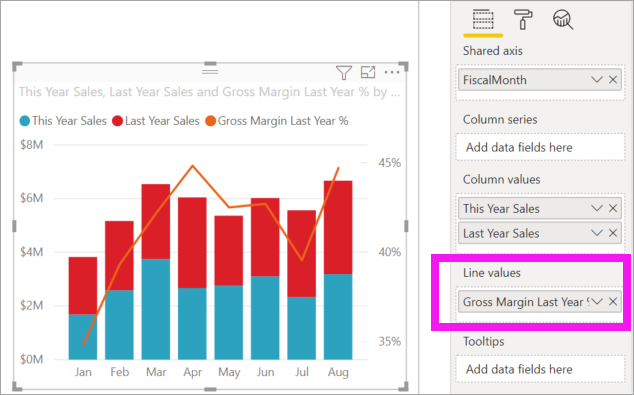 This Year Sales, Last Year Sales and Gross Margin Last Year % by ...
This Year Sales Last Year Sales Gross Margin Last Year %
$8M
$6M
$4M
$2M
$0M
45%
40%
35%
Jan Feb Mar Apr May Jun Jul Aug
Shared axis
FiscalMonth
Column series
Add data fields here
Column values
This Year Sales
Last Year Sales
Line values
Gross Margin Last Year %
Tooltips
Add data fields here